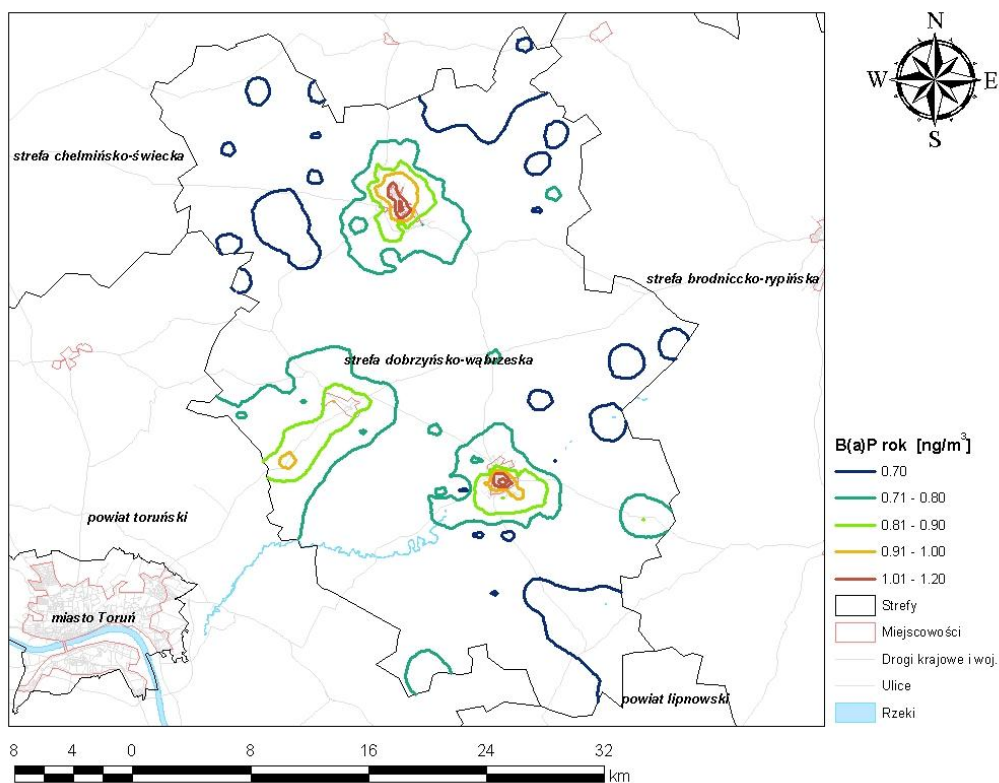 N
W E
S
strefa chełmińsko-świecka
strefa brodniccko-rypińska
strefa dobrzyńsko-wąbrzeska
powiat toruński
miasto Toruń
powiat lipnowski
B(a)P rok [ng/m³]
0.70
0.71 - 0.80
0.81 - 0.90
0.91 - 1.00
1.01 - 1.20
Strefy
Miejscowości
Drogi krajowe i woj.
Ulice
Rzeki
8 4 0 8 16 24 32
km